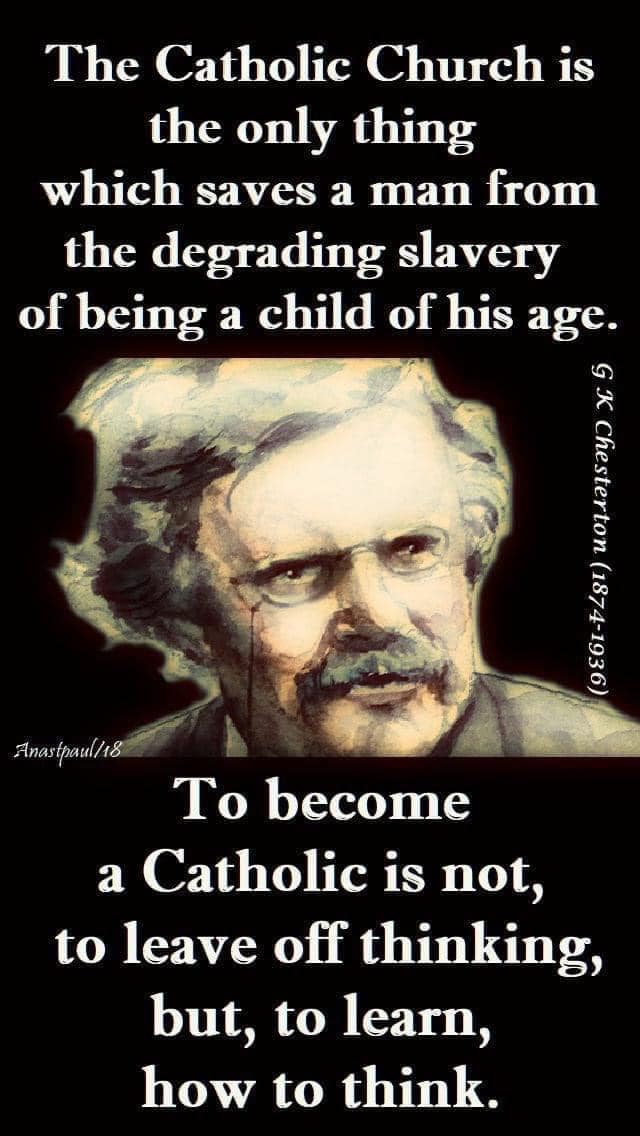 The Catholic Church is
the only thing
which saves a man from
the degrading slavery
of being a child of his age.
G K Chesterton (1874-1936)
Anastpaul/18
To become
a Catholic is not,
to leave off thinking,
but, to learn,
how to think.